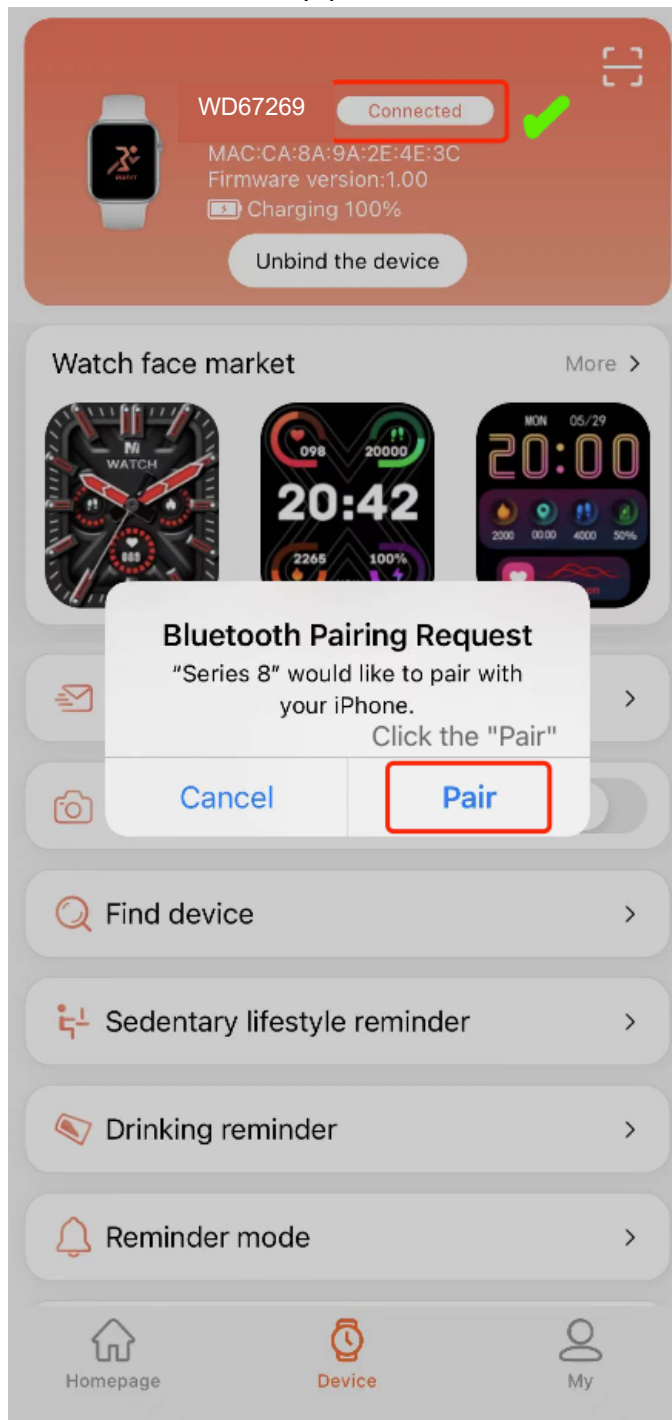 WD67269
Connected
MAC:CA:8A:9A:2E:4E:3C
Firmware version:1.00
Charging 100%
Unbind the device
Watch face market
More >
WATCH
089
098
20000
20:42
2265
100%
MON 05/29
20:00
2000
00.00
4000
50%
Bluetooth Pairing Request
"Series 8" would like to pair with
your iPhone.
Click the "Pair"
Cancel
Pair
Find device
Sedentary lifestyle reminder
Drinking reminder
Reminder mode
Homepage
Device
My